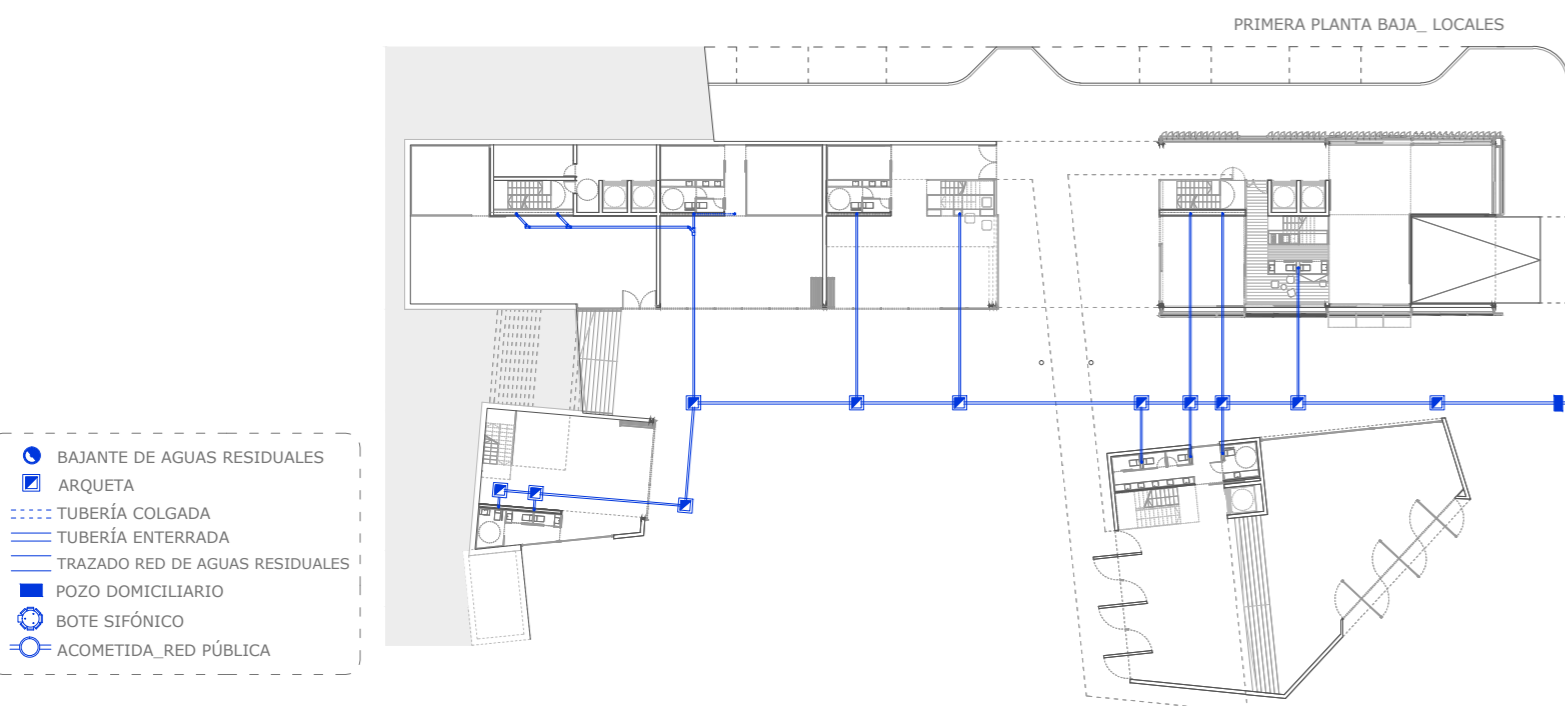 PRIMERA PLANTA BAJA_ LOCALES
BAJANTE DE AGUAS RESIDUALES
ARQUETA
TUBERÍA COLGADA
TUBERÍA ENTERRADA
TRAZADO RED DE AGUAS RESIDUALES
POZO DOMICILIARIO
BOTE SIFÓNICO
ACOMETIDA_RED PÚBLICA